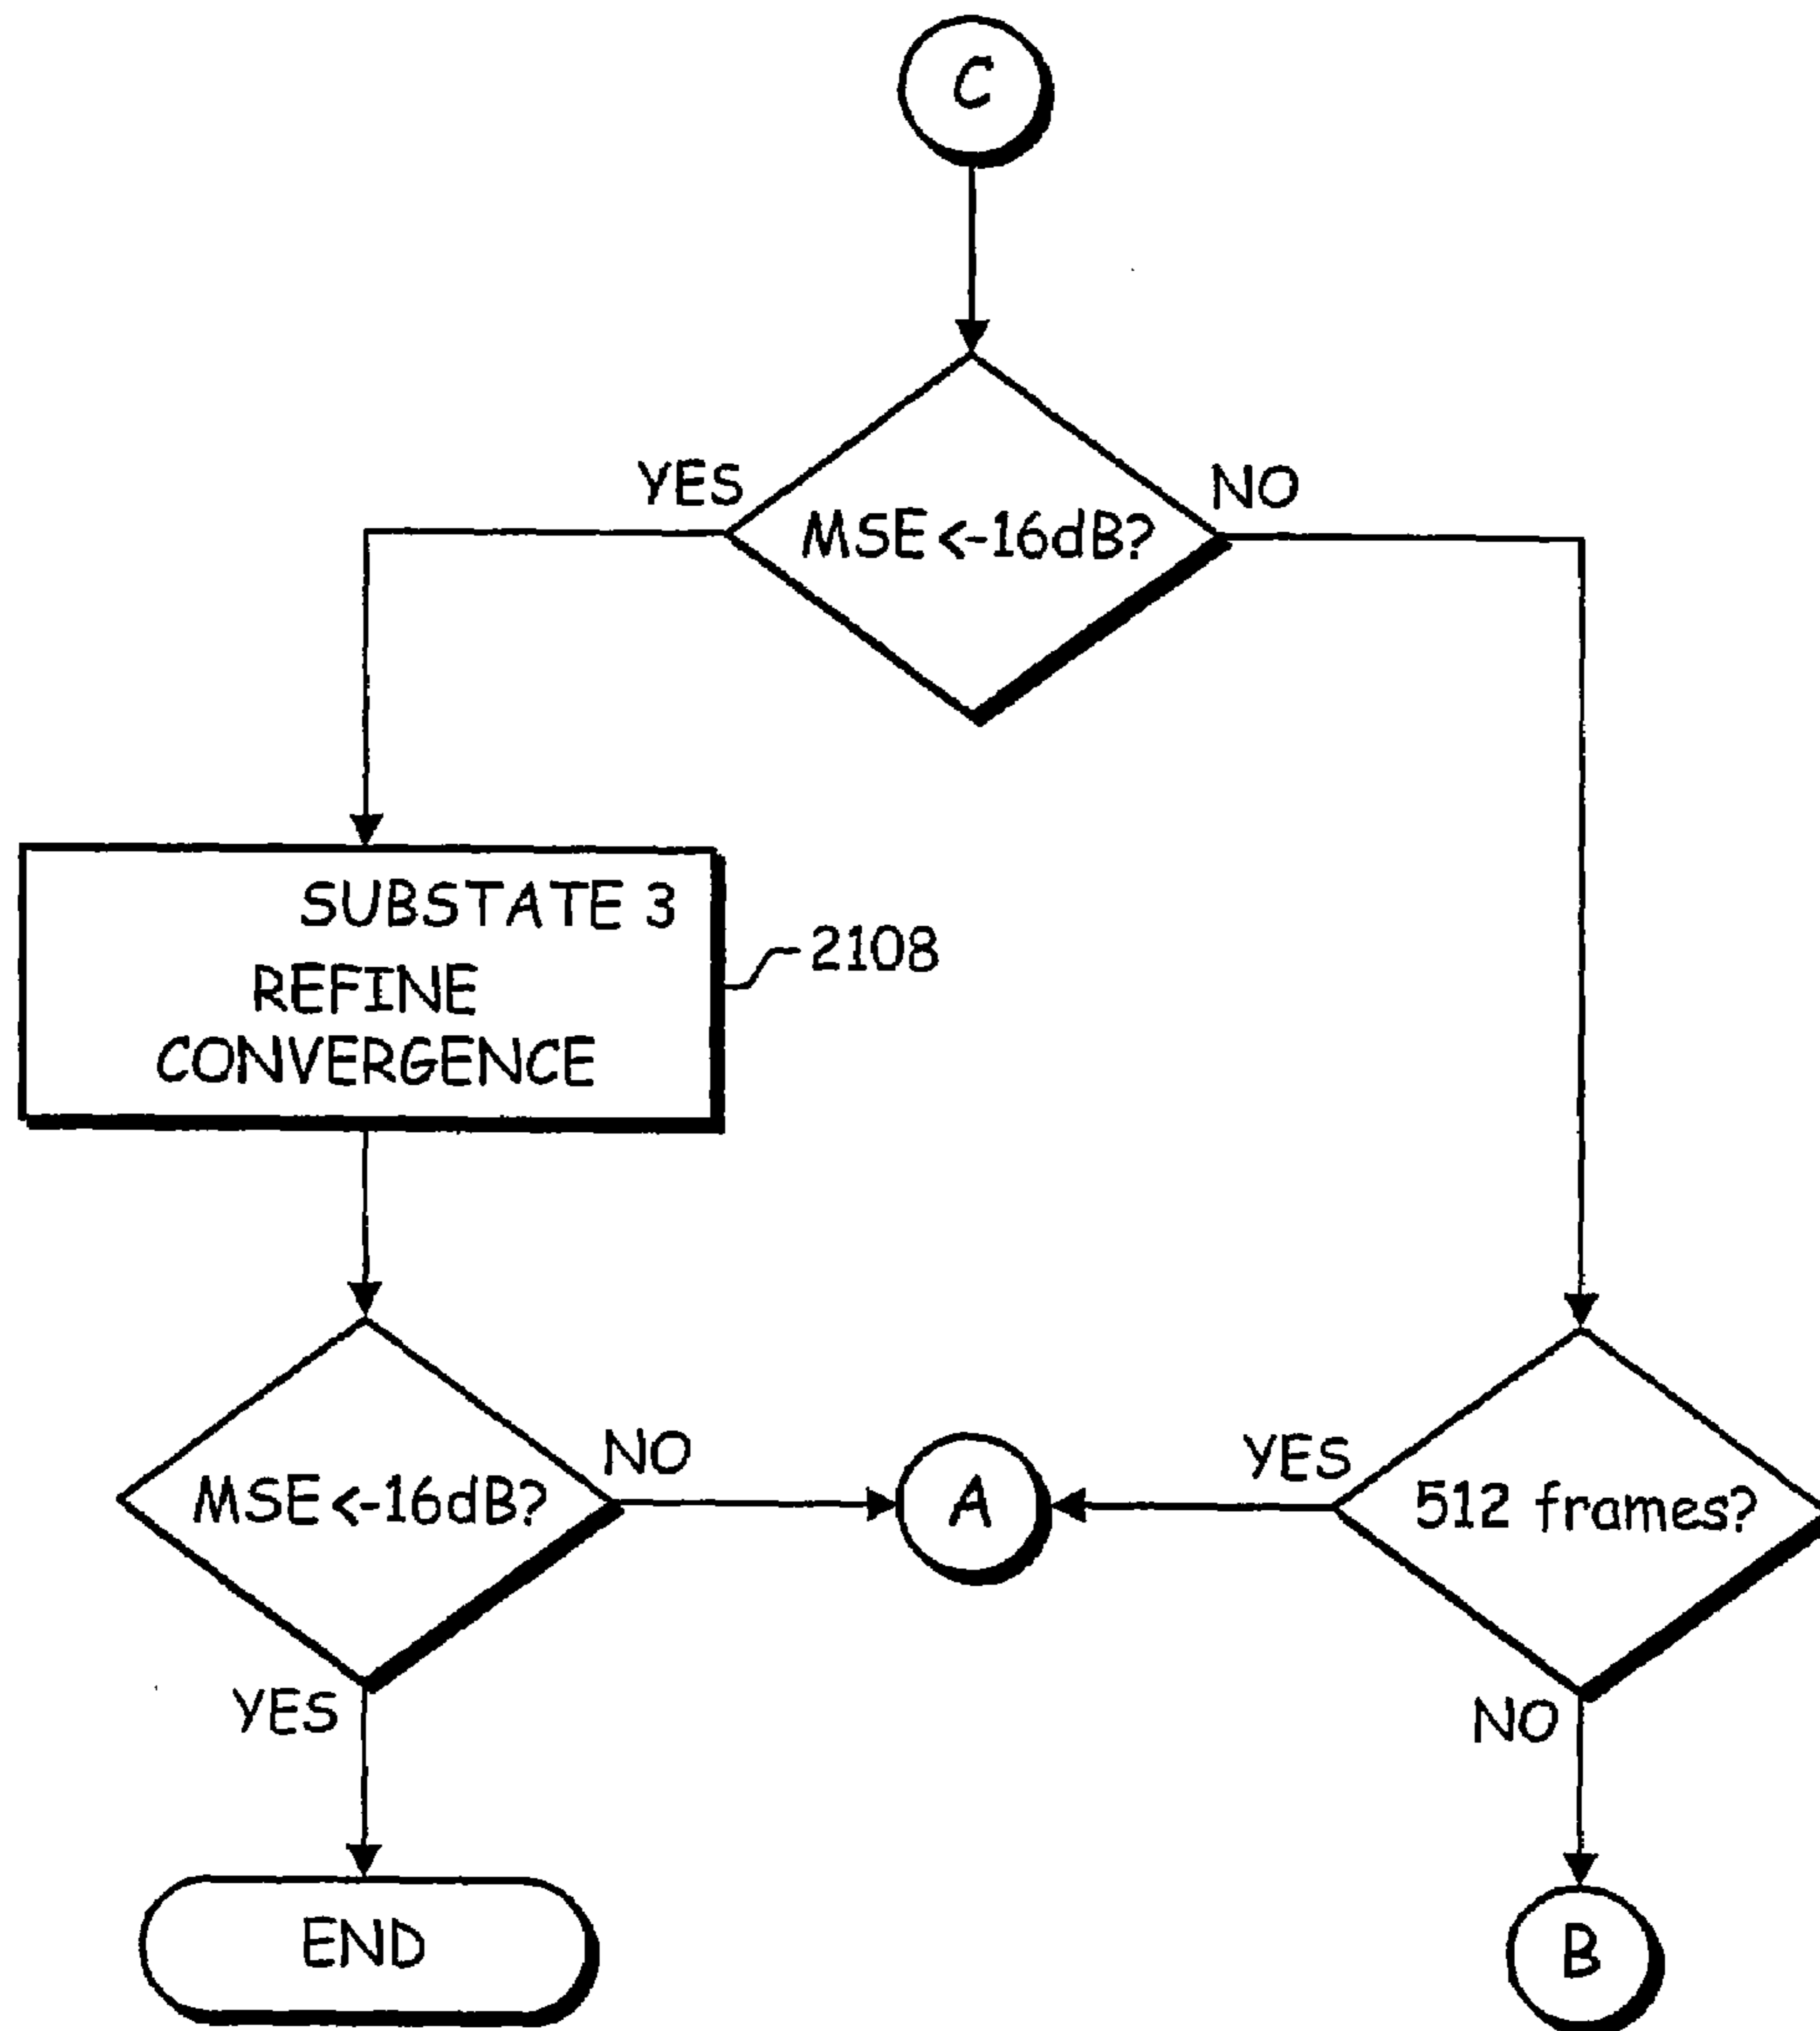 C
YES
NO
MSE <-16dB?
SUBSTATE 3
REFINE
CONVERGENCE
2108
NO
YES
MSE <-16dB?
A
512 frames?
YES
NO
END
B